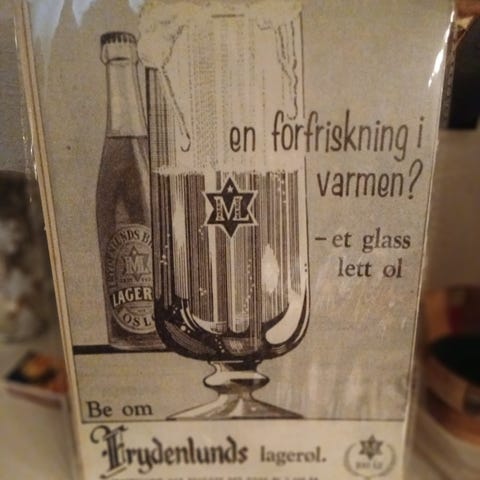 en forfriskning i
varmen?
- et glass
lett øl
M
LAGER
OSLO
Be om
Frydenlunds lagerøl.